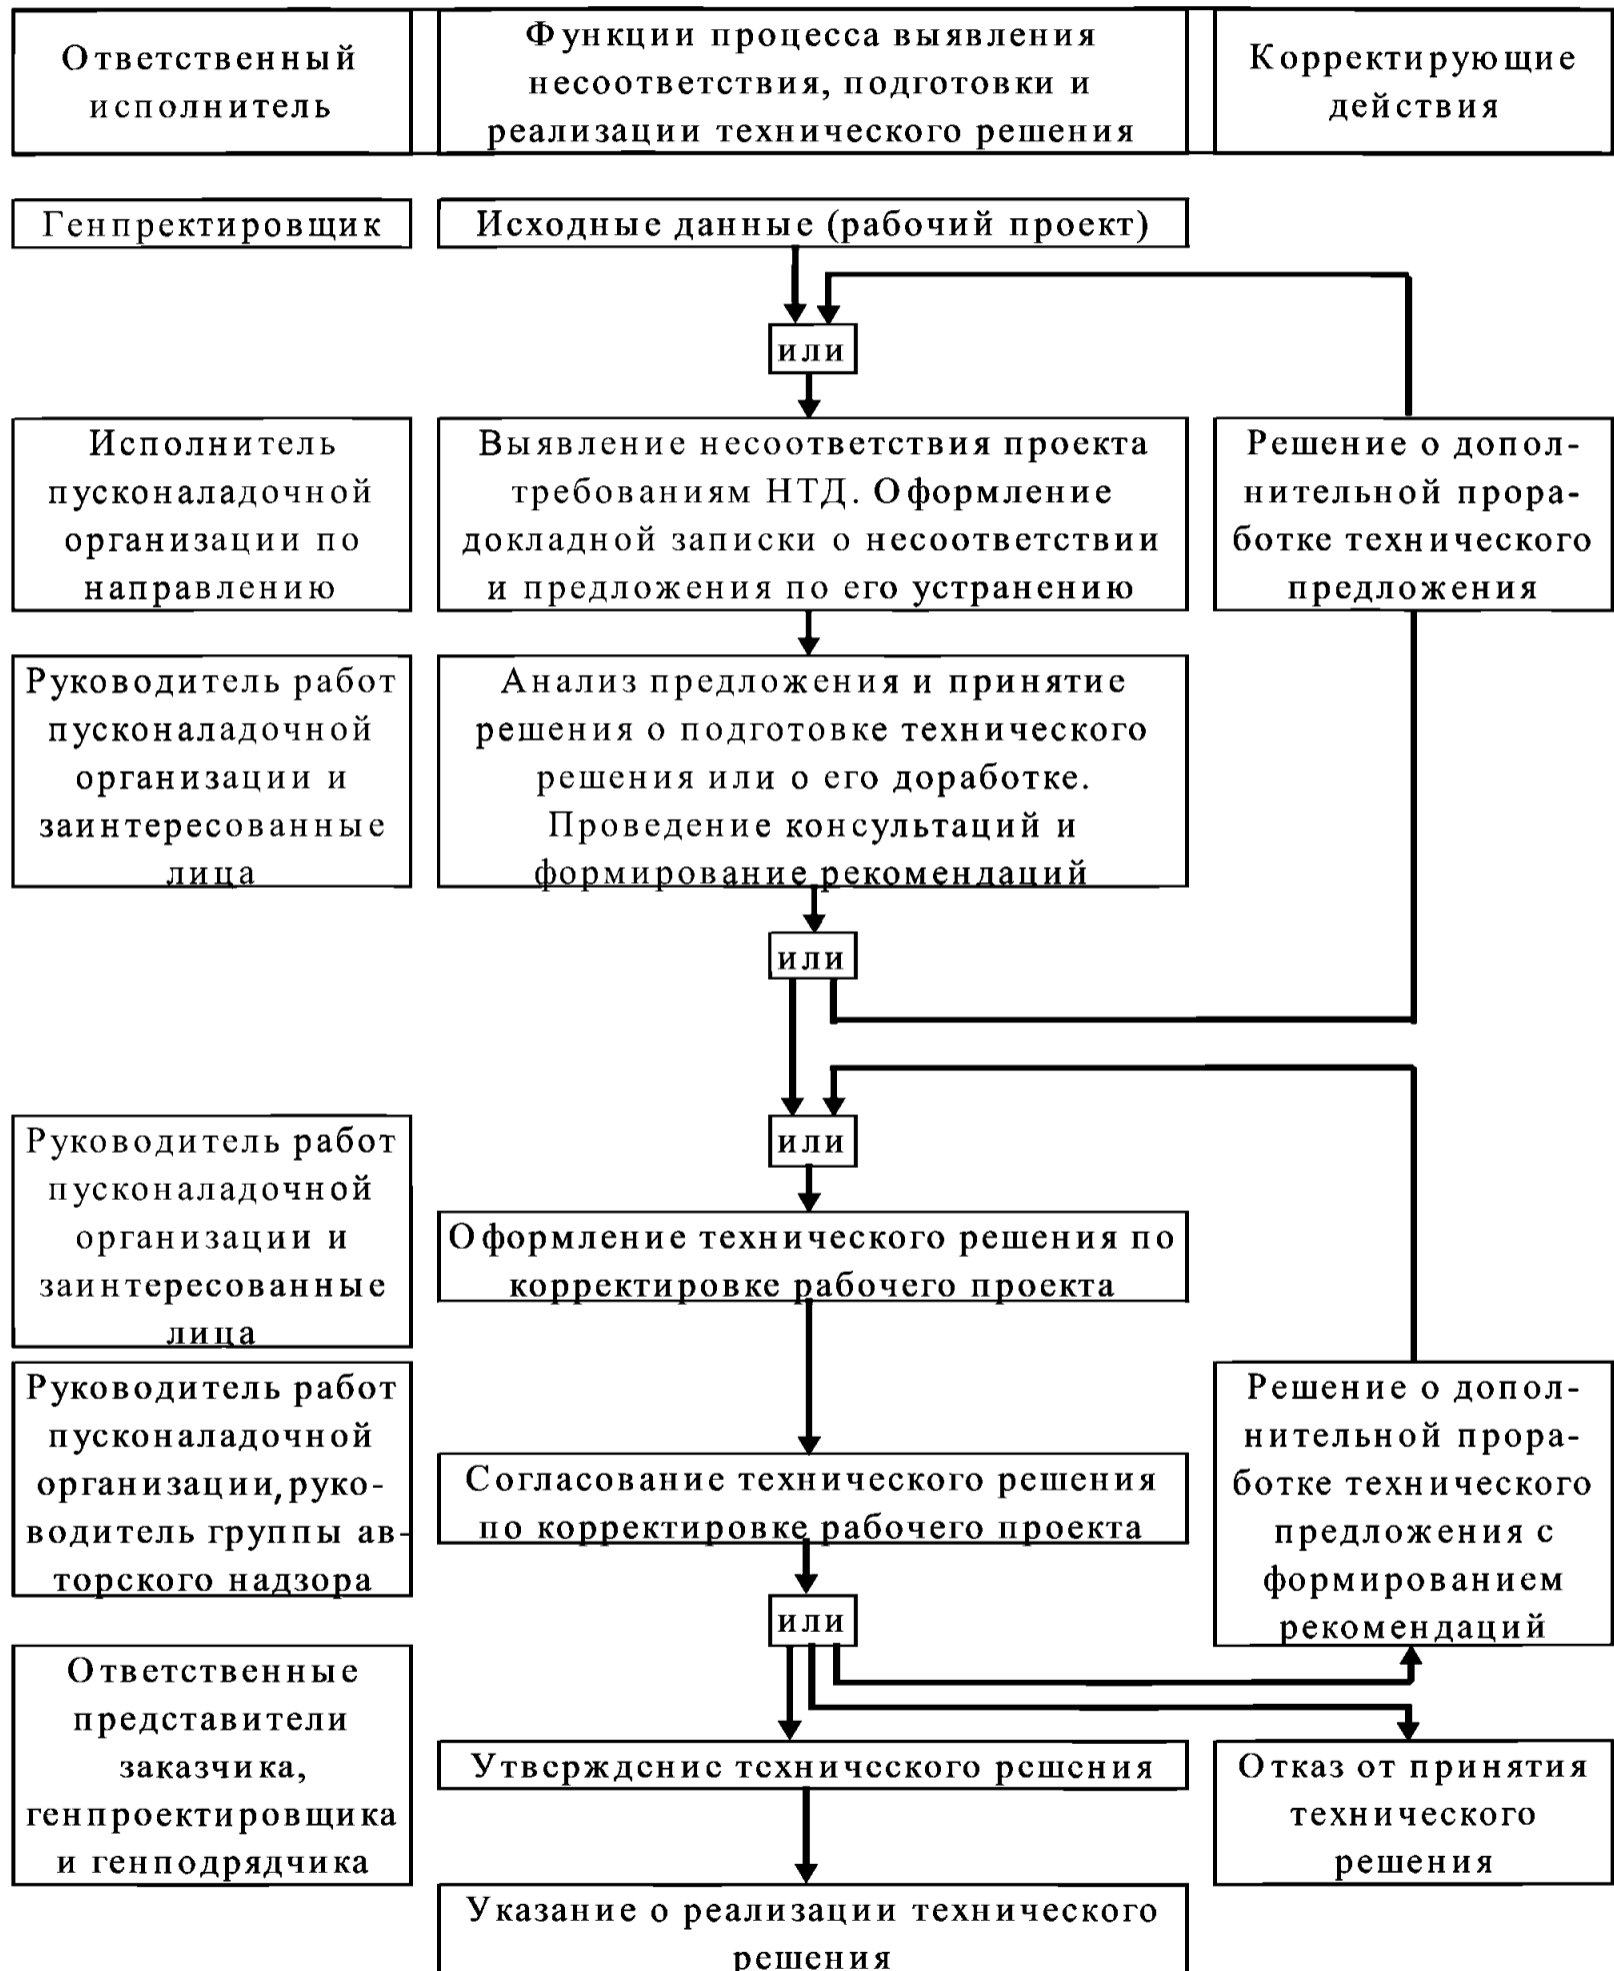 Ответственный
исполнитель
Функции процесса выявления
несоответствия, подготовки и
реализации технического решения
Корректирующие
действия
Генпректировщик
Исходные данные (рабочий проект)
или
Исполнитель
пусконаладочной
организации по
направлению
Выявление несоответствия проекта
требованиям НТД. Оформление
докладной записки о несоответствии
и предложения по его устранению
Решение о допол-
нительной прора-
ботке технического
предложения
Руководитель работ
пусконаладочной
организации и
заинтересованные
лица
Анализ предложения и принятие
решения о подготовке технического
решения или о его доработке.
Проведение консультаций и
формирование рекомендаций
или
или
Руководитель работ
пусконаладочной
организации и
заинтересованные
лица
Оформление технического решения по
корректировке рабочего проекта
Руководитель работ
пусконаладочной
организации, руко-
водитель группы ав-
торского надзора
Согласование технического решения
по корректировке рабочего проекта
Решение о допол-
нительной прора-
ботке технического
предложения с
формированием
рекомендаций
или
Ответственные
представители
заказчика,
генпроектировщика
и генподрядчика
Утверждение технического решения
Отказ от принятия
технического
решения
Указание о реализации технического
решения